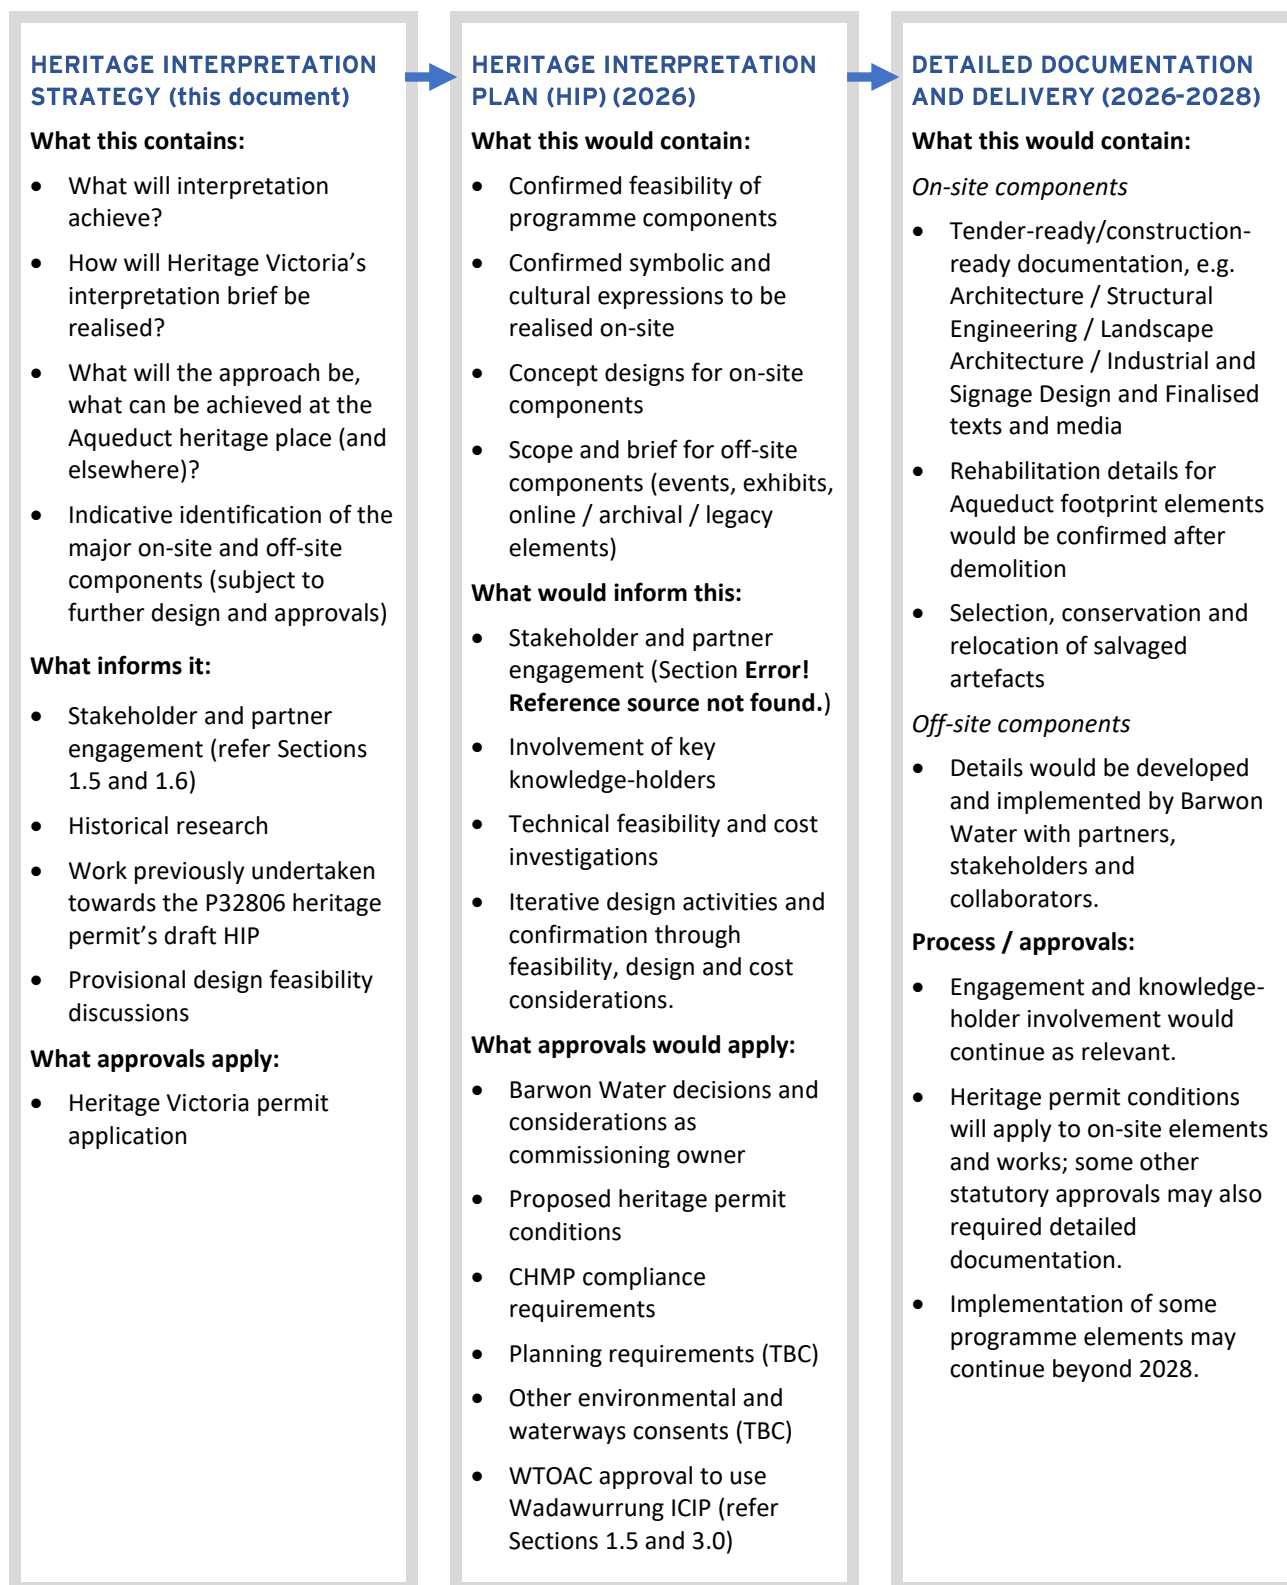 HERITAGE INTERPRETATION
STRATEGY (this document)
What this contains:
• What will interpretation
achieve?
• How will Heritage Victoria’s
interpretation brief be
realised?
• What will the approach be,
what can be achieved at the
Aqueduct heritage place (and
elsewhere)?
• Indicative identification of the
major on-site and off-site
components (subject to
further design and approvals)
What informs it:
• Stakeholder and partner
engagement (refer Sections
1.5 and 1.6)
• Historical research
• Work previously undertaken
towards the P32806 heritage
permit’s draft HIP
• Provisional design feasibility
discussions
What approvals apply:
• Heritage Victoria permit
application
HERITAGE INTERPRETATION
PLAN (HIP) (2026)
What this would contain:
• Confirmed feasibility of
programme components
• Confirmed symbolic and
cultural expressions to be
realised on-site
• Concept designs for on-site
components
• Scope and brief for off-site
components (events, exhibits,
online / archival / legacy
elements)
What would inform this:
• Stakeholder and partner
engagement (Section Error!
Reference source not found.)
• Involvement of key
knowledge-holders
• Technical feasibility and cost
investigations
• Iterative design activities and
confirmation through
feasibility, design and cost
considerations.
What approvals would apply:
• Barwon Water decisions and
considerations as
commissioning owner
• Proposed heritage permit
conditions
• CHMP compliance
requirements
• Planning requirements (TBC)
• Other environmental and
waterways consents (TBC)
• WTOAC approval to use
Wadawurrung ICIP (refer
Sections 1.5 and 3.0)
DETAILED DOCUMENTATION
AND DELIVERY (2026-2028)
What this would contain:
On-site components
• Tender-ready/construction-
ready documentation, e.g.
Architecture / Structural
Engineering / Landscape
Architecture / Industrial and
Signage Design and Finalised
texts and media
• Rehabilitation details for
Aqueduct footprint elements
would be confirmed after
demolition
• Selection, conservation and
relocation of salvaged
artefacts
Off-site components
• Details would be developed
and implemented by Barwon
Water with partners,
stakeholders and
collaborators.
Process / approvals:
• Engagement and knowledge-
holder involvement would
continue as relevant.
• Heritage permit conditions
will apply to on-site elements
and works; some other
statutory approvals may also
required detailed
documentation.
• Implementation of some
programme elements may
continue beyond 2028.